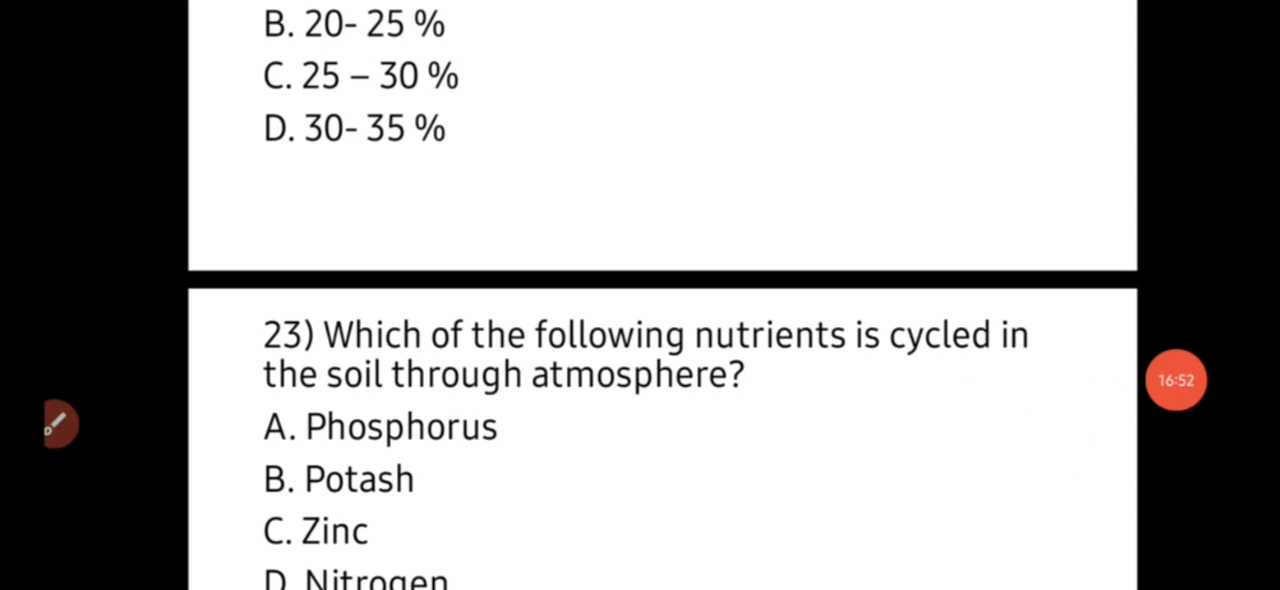 B. 20- 25 %
C. 25 – 30 %
D. 30- 35 %
23) Which of the following nutrients is cycled in
the soil through atmosphere?
A. Phosphorus
B. Potash
C. Zinc
D. Nitrogen
16:52